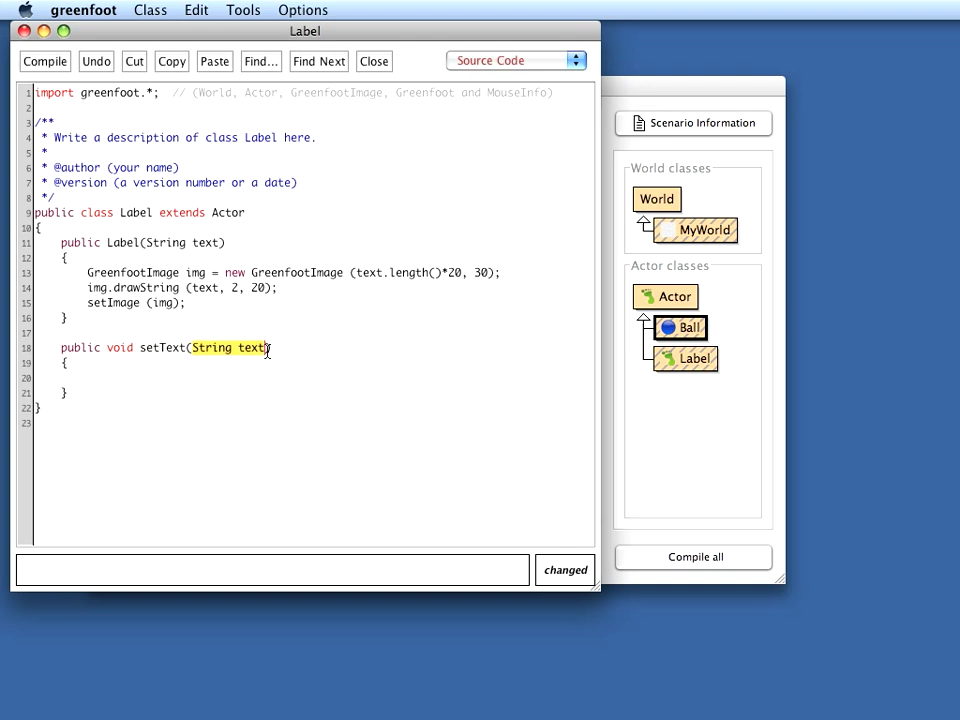 greenfoot Class Edit Tools Options
Label
Compile Undo Cut Copy Paste Find... Find Next Close Source Code
1 import greenfoot.*;  // (World, Actor, GreenfootImage, Greenfoot and MouseInfo)
2
3 /**
4  * Write a description of class Label here.
5  *
6  * @author (your name)
7  * @version (a version number or a date)
8  */
9 public class Label extends Actor
10 {
11     public Label(String text)
12     {
13         GreenfootImage img = new GreenfootImage (text.length()*20, 30);
14         img.drawString (text, 2, 20);
15         setImage (img);
16     }
17
18     public void setText(String text)
19     {
20
21     }
22 }
23
changed
Scenario Information
World classes
World
MyWorld
Actor classes
Actor
Ball
Label
Compile all